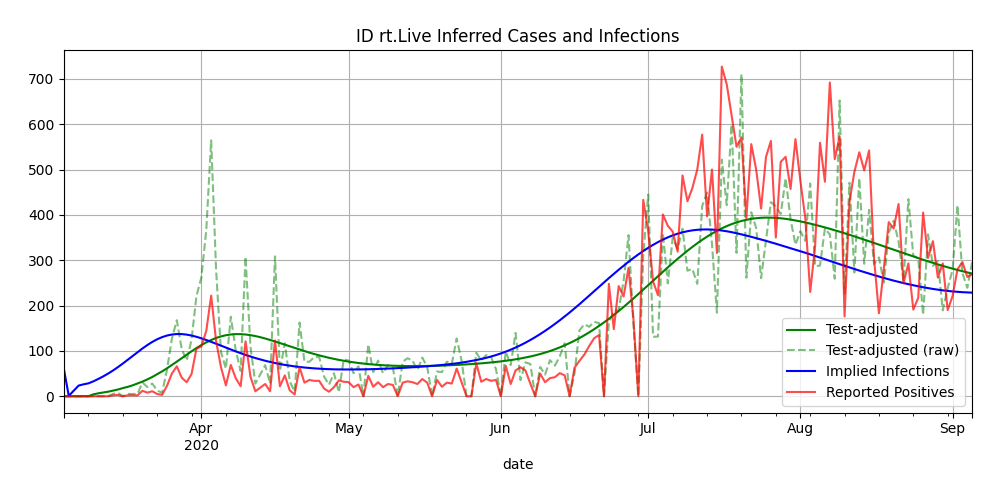 ID rt.Live Inferred Cases and Infections
700
600
500
400
300
200
100
0
Apr
2020
May
Jun
Jul
Aug
Sep
date
Test-adjusted
Test-adjusted (raw)
Implied Infections
Reported Positives